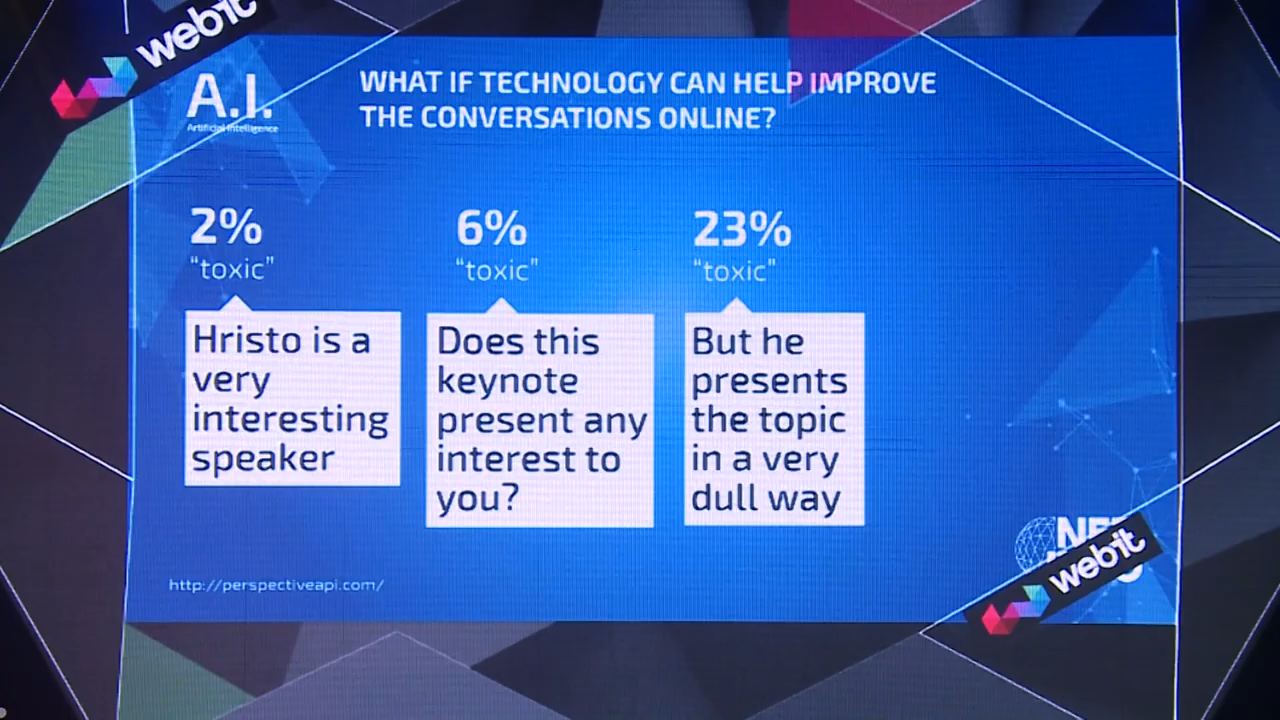 webit
A.I.
Artificial Intelligence
WHAT IF TECHNOLOGY CAN HELP IMPROVE
THE CONVERSATIONS ONLINE?
2%
"toxic"
Hristo is a
very
interesting
speaker
6%
"toxic"
Does this
keynote
present any
interest to
you?
23%
"toxic"
But he
presents
the topic
in a very
dull way
http://perspectiveapi.com/
webit